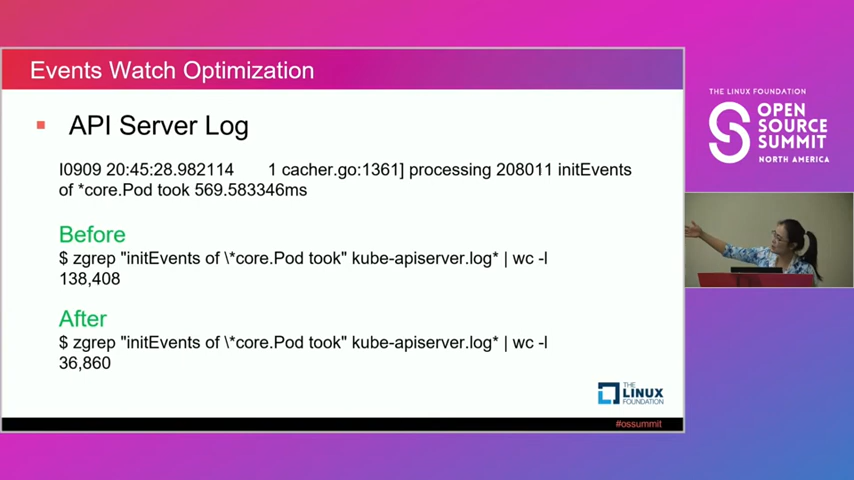 Events Watch Optimization
API Server Log
I0909 20:45:28.982114 1 cacher.go:1361] processing 208011 initEvents
of *core.Pod took 569.583346ms
Before
$ zgrep "initEvents of \*core.Pod took" kube-apiserver.log* | wc -l
138,408
After
$ zgrep "initEvents of \*core.Pod took" kube-apiserver.log* | wc -l
36,860
THE
LINUX
FOUNDATION
#ossummit
THE LINUX FOUNDATION
OPEN
SOURCE
SUMMIT
NORTH AMERICA